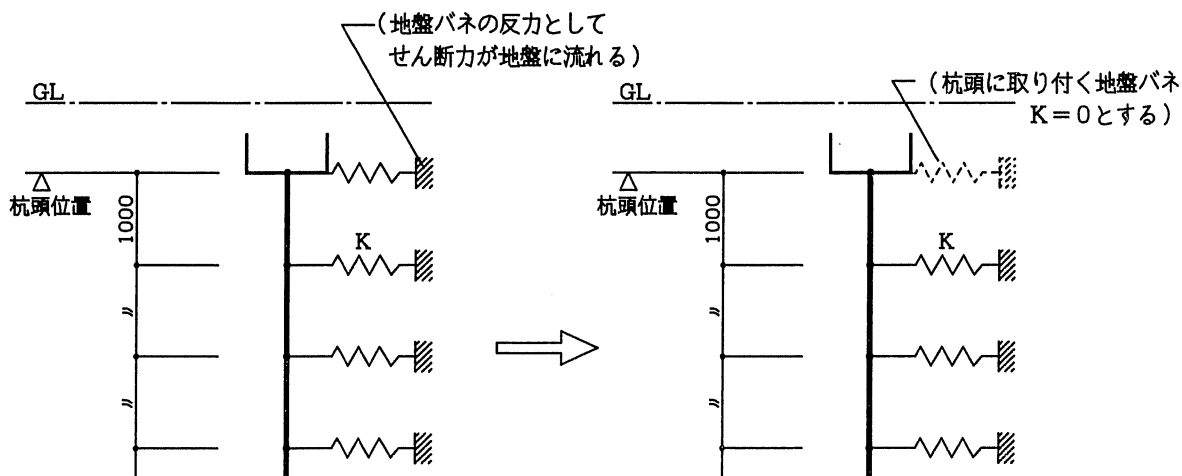 (地盤バネの反力として
せん断力が地盤に流れる)
GL
杭頭位置
1000
K
〃
〃
(杭頭に取り付く地盤バネ
K=0とする)
GL
杭頭位置
1000
K
〃
〃